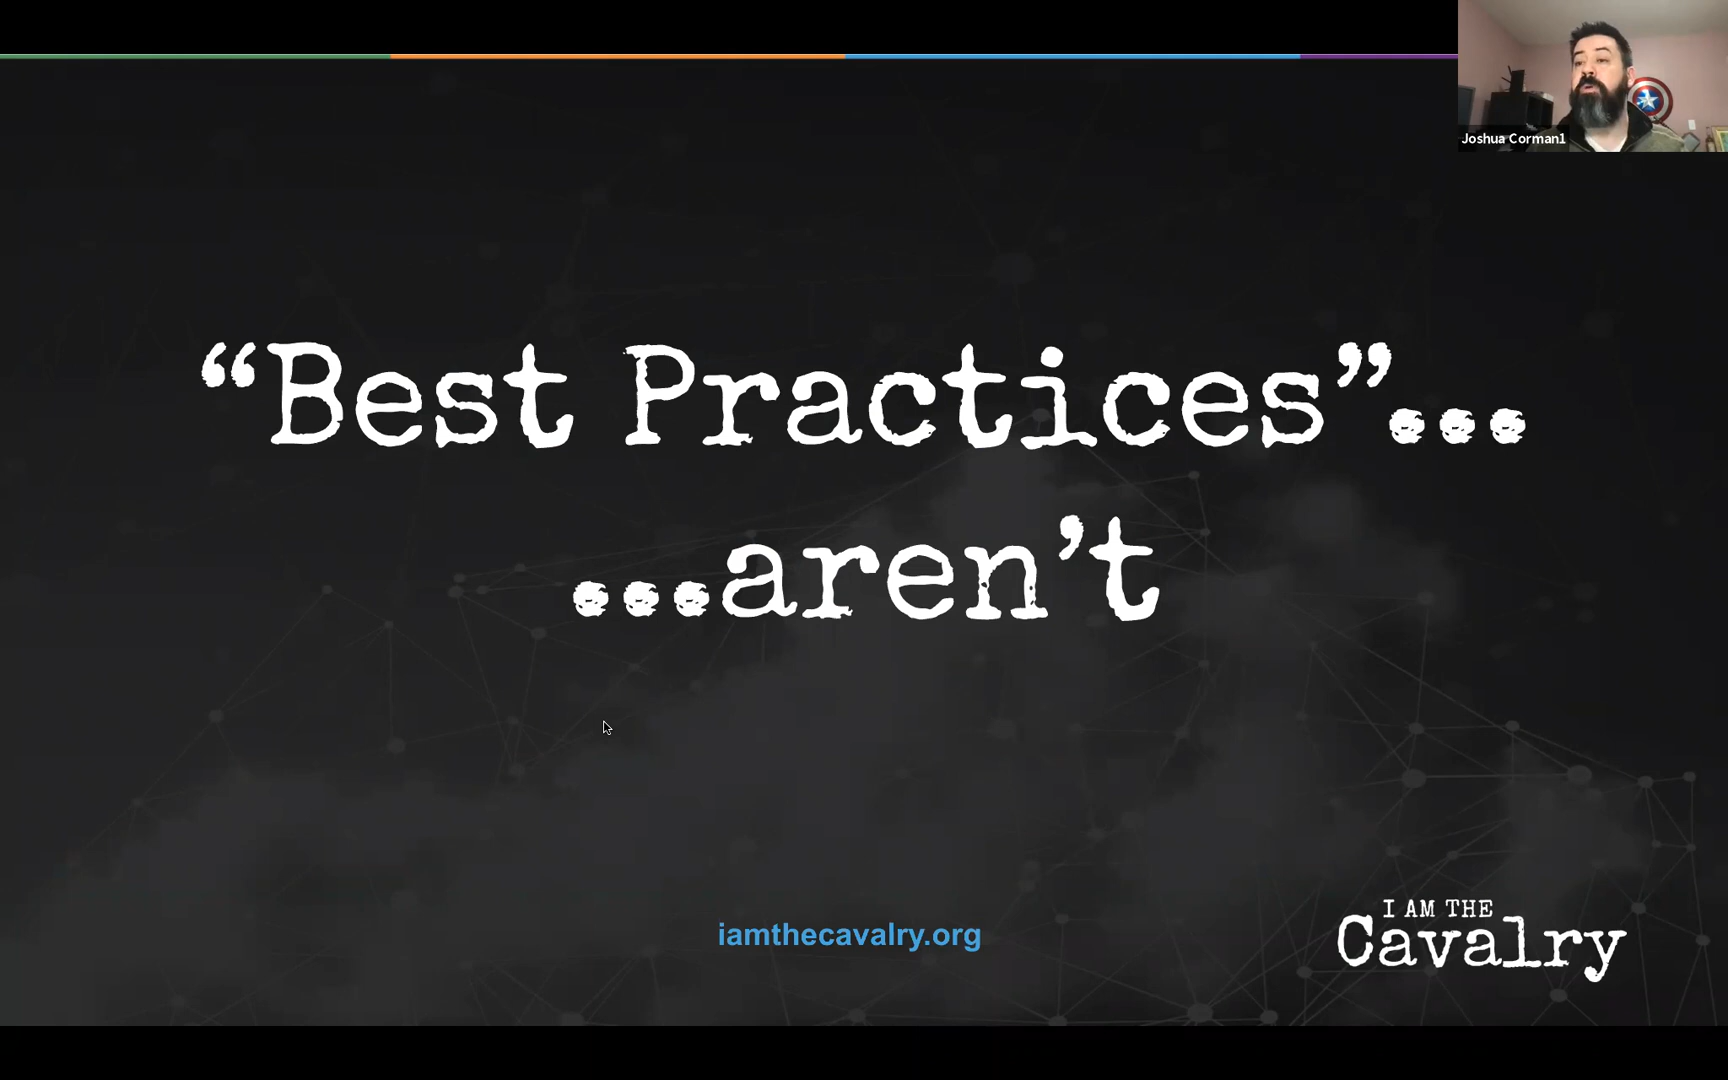 Joshua Corman1
“Best Practices”...
...aren’t
iamthecavalry.org
I AM THE
Cavalry